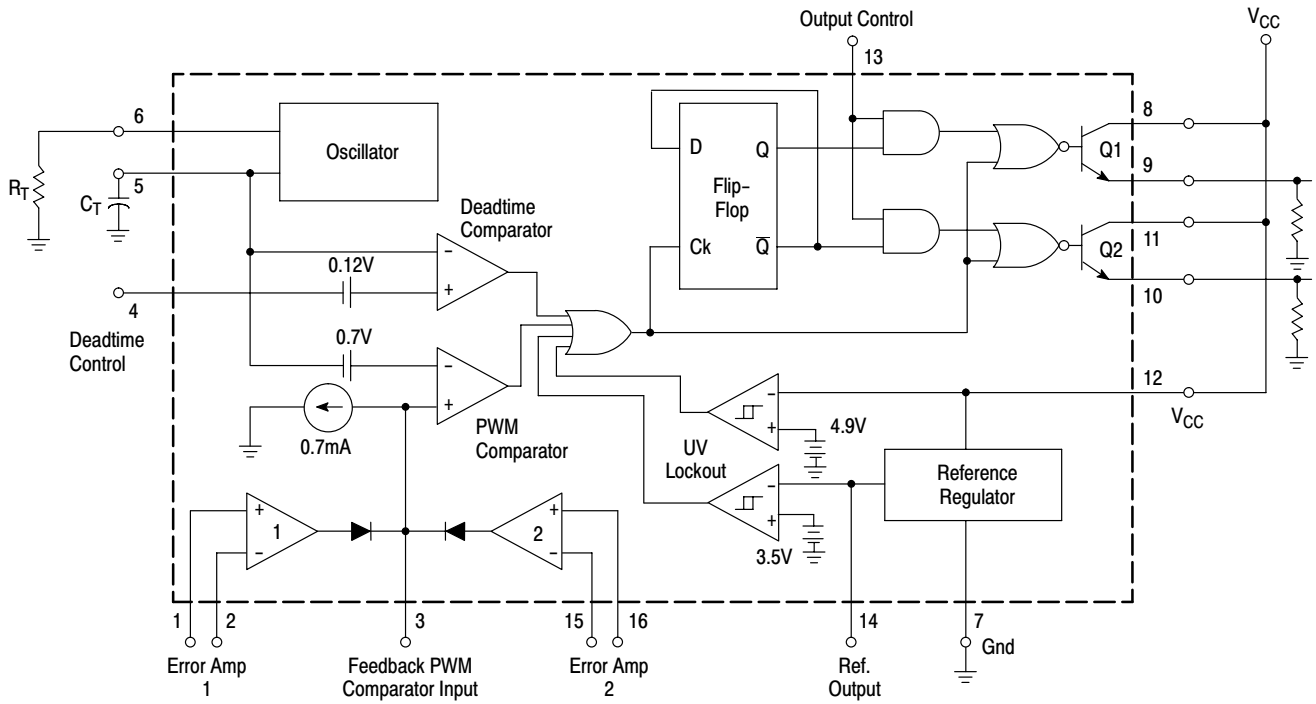 Output Control
13
VCC
6
Oscillator
RT
5
CT
Deadtime
Comparator
D
Q
Flip-
Flop
Ck
Q̅
8
Q1
9
11
Q2
10
0.12V
-
+
4
Deadtime
Control
0.7V
-
+
0.7mA
PWM
Comparator
UV
Lockout
-
+
4.9V
12
VCC
Reference
Regulator
-
+
3.5V
+
1
-
+
2
-
1
2
3
15
16
14
7
Gnd
Error Amp
1
Feedback PWM
Comparator Input
Error Amp
2
Ref.
Output